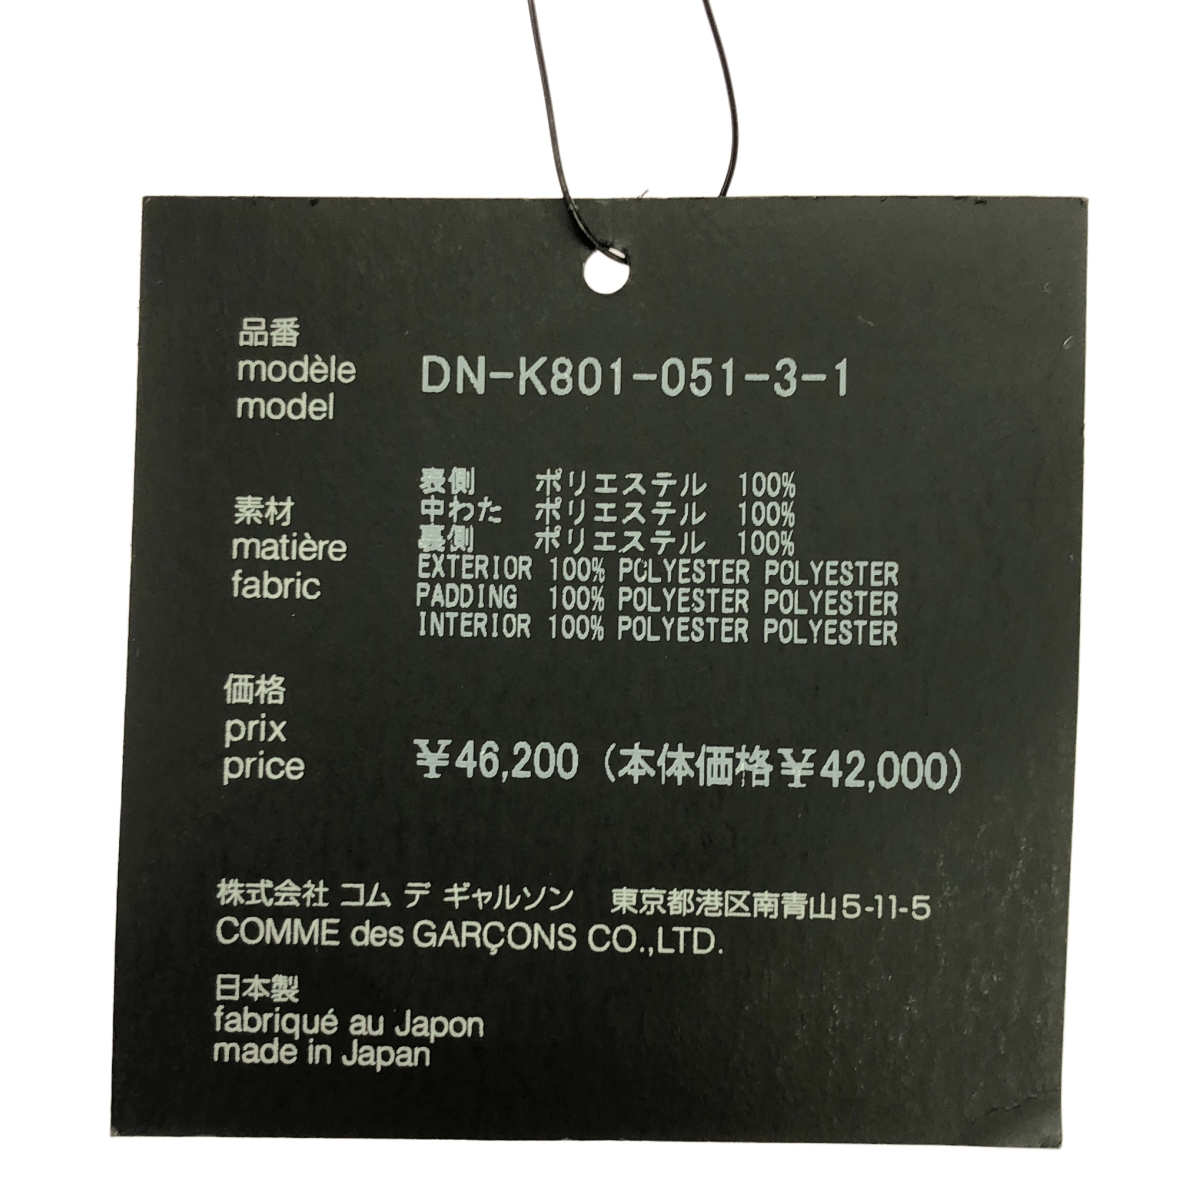 品番
modèle
model
DN-K801-051-3-1
素材
matière
fabric
表側 ポリエステル 100%
中わた ポリエステル 100%
裏側 ポリエステル 100%
EXTERIOR 100% POLYESTER POLYESTER
PADDING 100% POLYESTER POLYESTER
INTERIOR 100% POLYESTER POLYESTER
価格
prix
price
¥46,200 (本体価格¥42,000)
株式会社 コム デ ギャルソン 東京都港区南青山5-11-5
COMME des GARÇONS CO.,LTD.
日本製
fabriqué au Japon
made in Japan